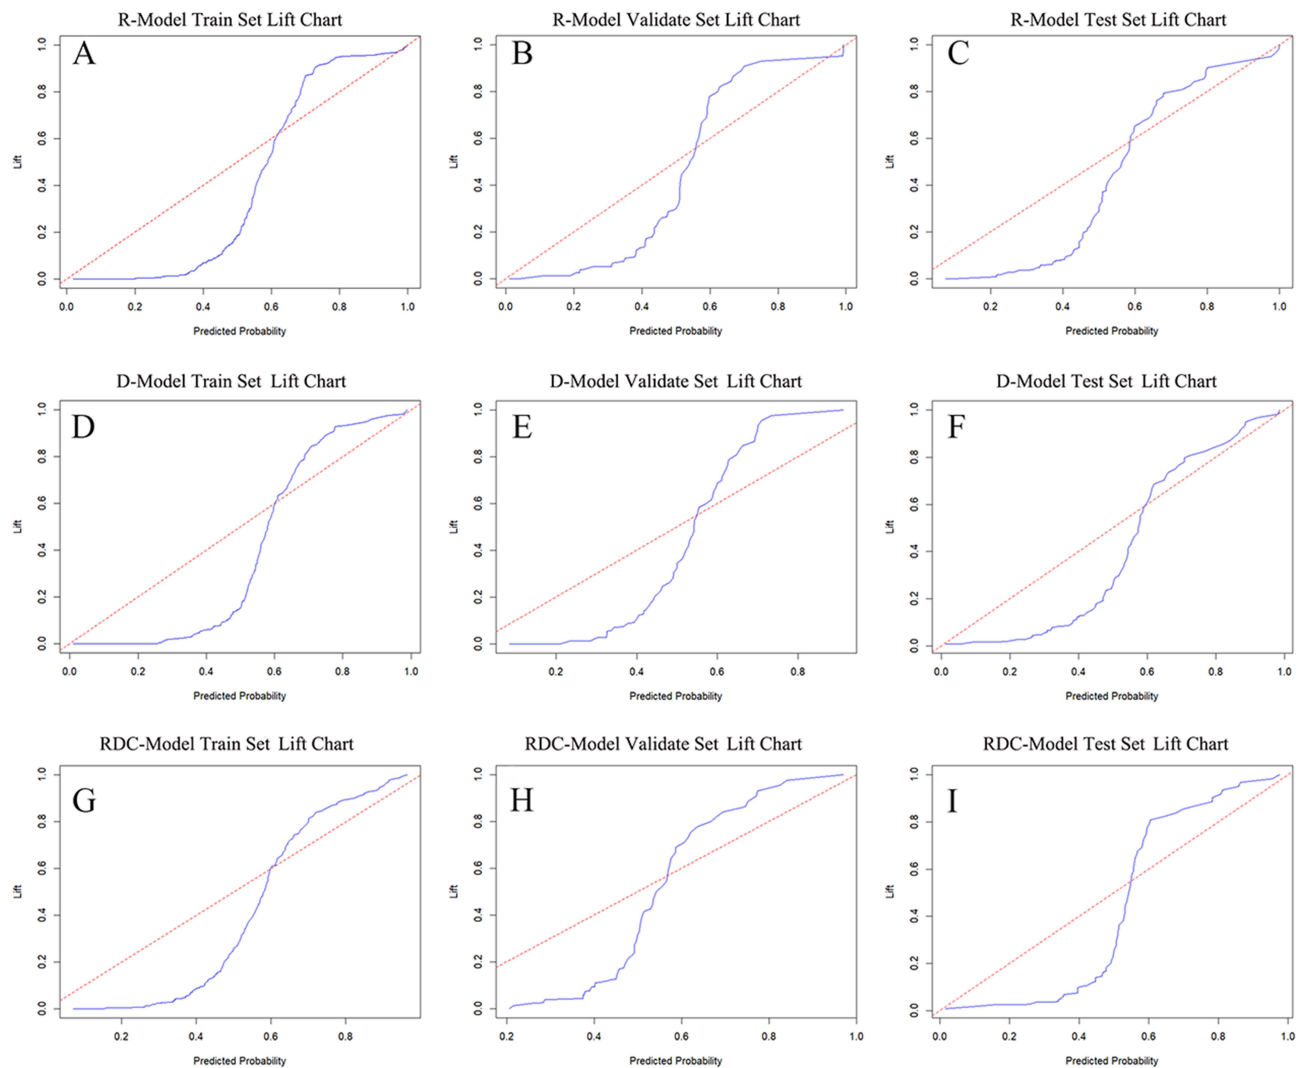 R-Model Train Set Lift Chart
A
Lift
0.0 0.2 0.4 0.6 0.8 1.0
0.0 0.2 0.4 0.6 0.8 1.0
Predicted Probability
R-Model Validate Set Lift Chart
B
Lift
0.0 0.2 0.4 0.6 0.8 1.0
0.0 0.2 0.4 0.6 0.8 1.0
Predicted Probability
R-Model Test Set Lift Chart
C
Lift
0.0 0.2 0.4 0.6 0.8 1.0
0.2 0.4 0.6 0.8 1.0
Predicted Probability
D-Model Train Set Lift Chart
D
Lift
0.0 0.2 0.4 0.6 0.8 1.0
0.0 0.2 0.4 0.6 0.8 1.0
Predicted Probability
D-Model Validate Set Lift Chart
E
Lift
0.0 0.2 0.4 0.6 0.8 1.0
0.2 0.4 0.6 0.8
Predicted Probability
D-Model Test Set Lift Chart
F
Lift
0.0 0.2 0.4 0.6 0.8 1.0
0.0 0.2 0.4 0.6 0.8 1.0
Predicted Probability
RDC-Model Train Set Lift Chart
G
Lift
0.0 0.2 0.4 0.6 0.8 1.0
0.2 0.4 0.6 0.8
Predicted Probability
RDC-Model Validate Set Lift Chart
H
Lift
0.0 0.2 0.4 0.6 0.8 1.0
0.2 0.4 0.6 0.8 1.0
Predicted Probability
RDC-Model Test Set Lift Chart
I
Lift
0.0 0.2 0.4 0.6 0.8 1.0
0.0 0.2 0.4 0.6 0.8 1.0
Predicted Probability